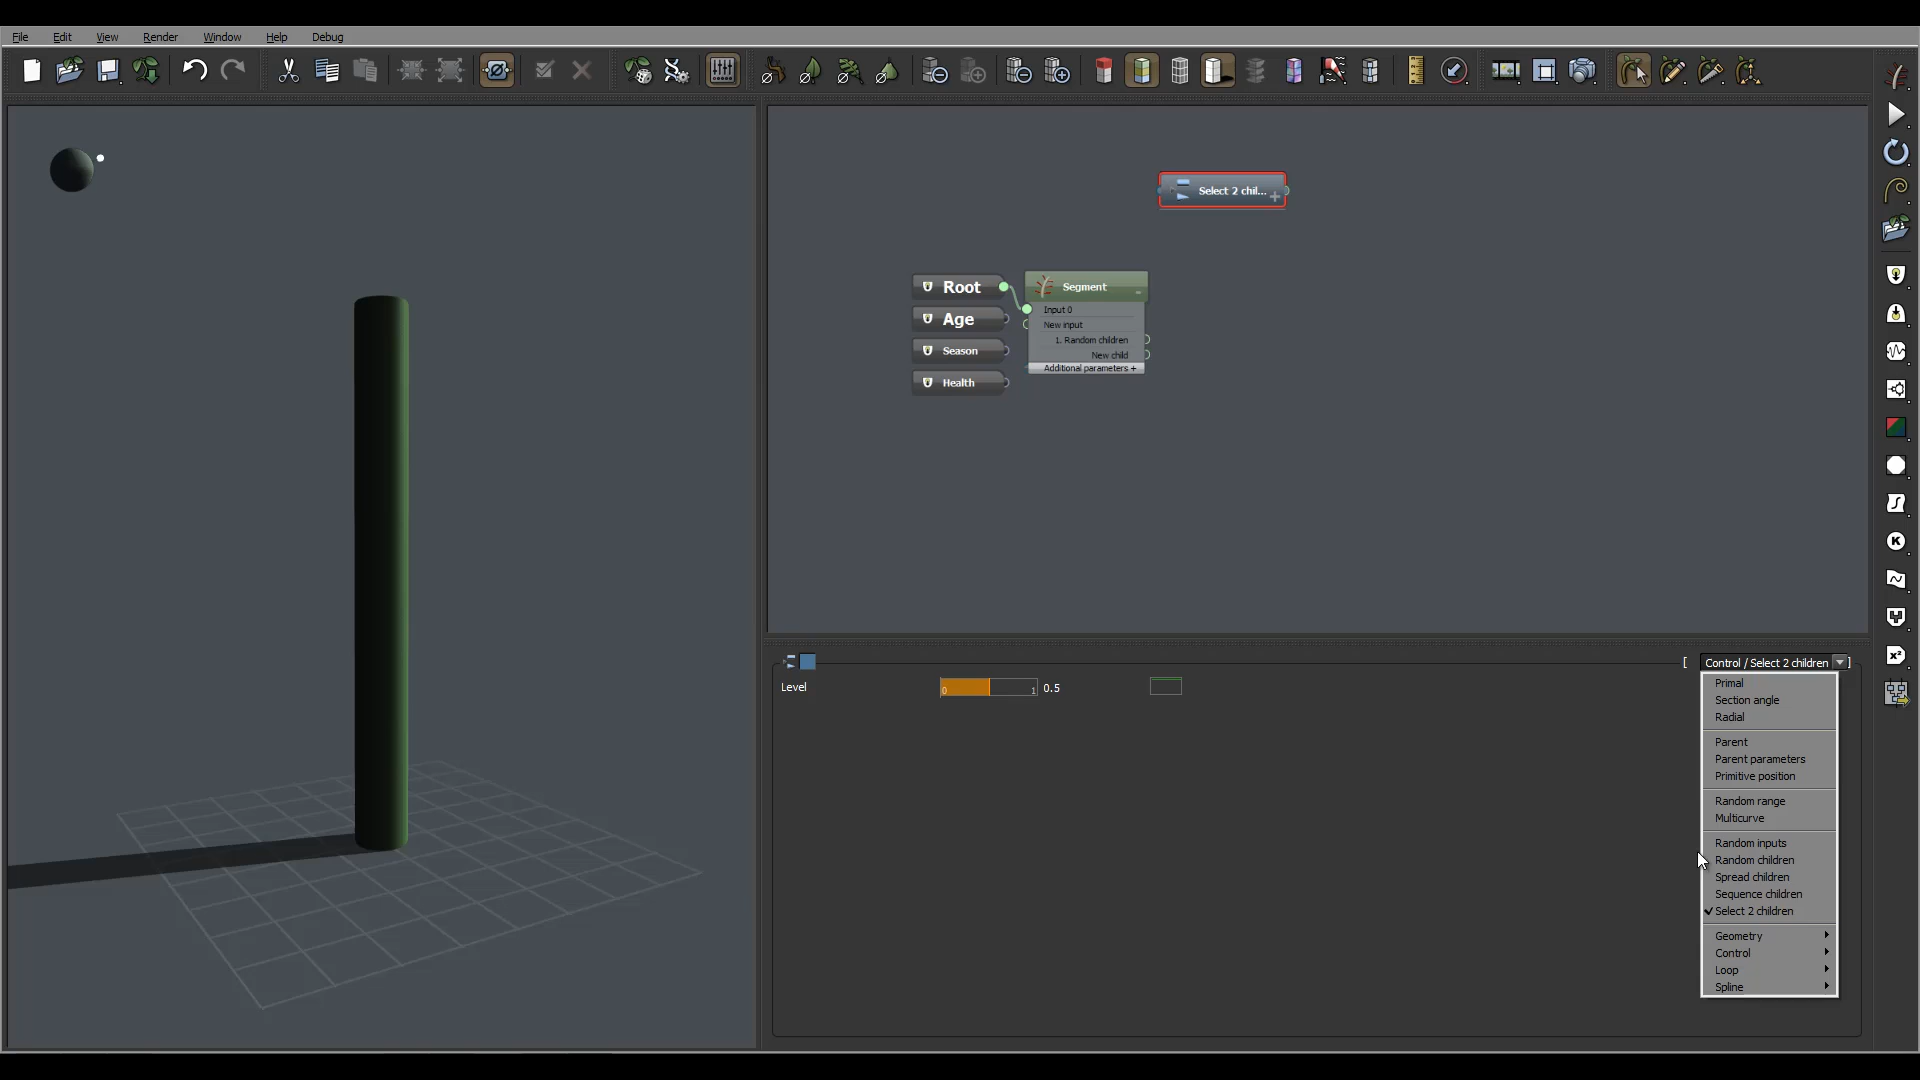 File Edit View Render Window Help Debug
Select 2 chil...
Root
Age
Season
Health
Segment
Input 0
New input
1. Random children
New child
Additional parameters +
[ Control / Select 2 children ]
Level 0 1 0.5
Primal
Section angle
Radial
Parent
Parent parameters
Primitive position
Random range
Multicurve
Random inputs
Random children
Spread children
Sequence children
✓Select 2 children
Geometry
Control
Loop
Spline
K
x²